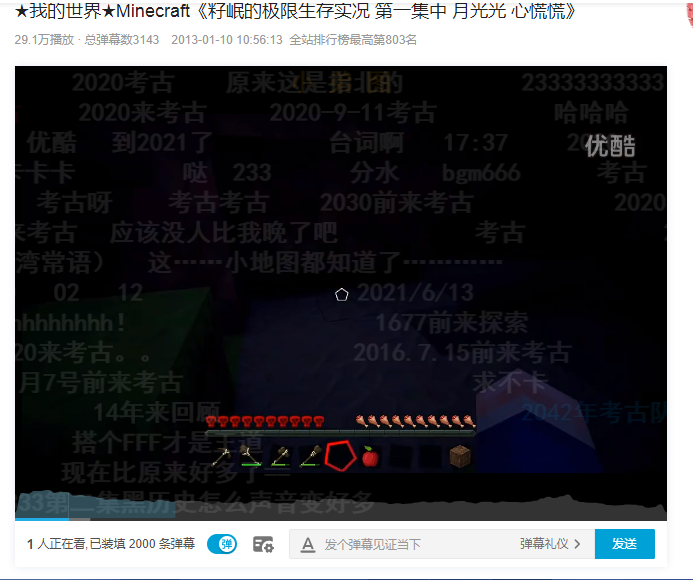 ★我的世界★Minecraft《籽岷的极限生存实况 第一集中 月光光 心慌慌》
29.1万播放 · 总弹幕数3143 2013-01-10 10:56:13 全站排行榜最高第803名
2020考古 原来这是指北的 23333333333
2020来考古 2020-9-11考古 哈哈哈
优酷 到2021了 台词啊 17:37
优酷
卡卡卡 哒 233 分水 bgm666 考古
考古呀 考古考古 2030前来考古 2020
来考古 应该没人比我晚了吧 考古
湾常语） 这……小地图都知道了…………
02 12 2021/6/13
hhhhhhhh! 1677前来探索
20来考古。。 2016.7.15前来考古
月7号前来考古 求不卡
14年来回顾 2042年考古队
搭个FFF才是王道
现在比原来好多了
33第二集黑历史怎么声音变好多
1 人正在看,已装填 2000 条弹幕 弹 A 发个弹幕见证当下 弹幕礼仪 > 发送